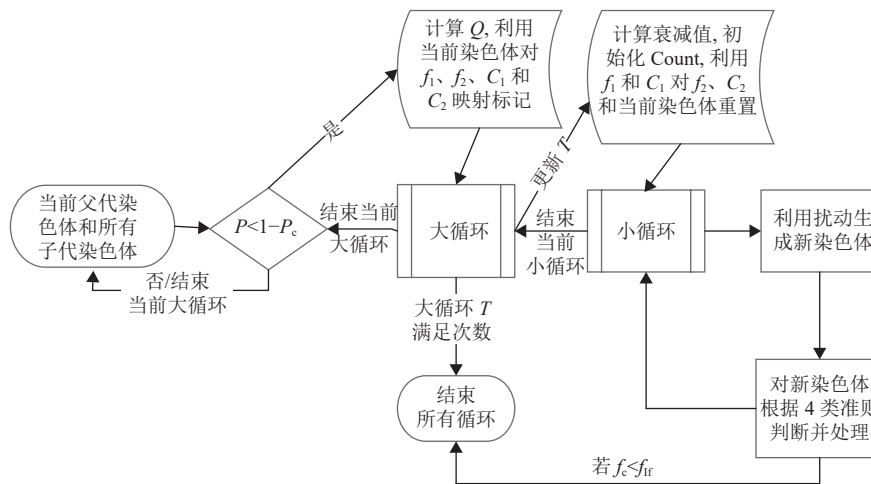 计算 Q, 利用
当前染色体对
f₁、f₂、C₁ 和
C₂ 映射标记
计算衰减值, 初
始化 Count, 利用
f₁ 和 C₁ 对 f₂、C₂
和当前染色体重置
是
更新 T
当前父代染
色体和所有
子代染色体
P<1−P_c
结束当前
大循环
大循环
结束
当前
小循环
小循环
利用扰动生
成新染色体
否/结束
当前大循环
大循环 T
满足次数
结束
所有循环
对新染色体
根据 4 类准则
判断并处理
若 f_c<f_lf